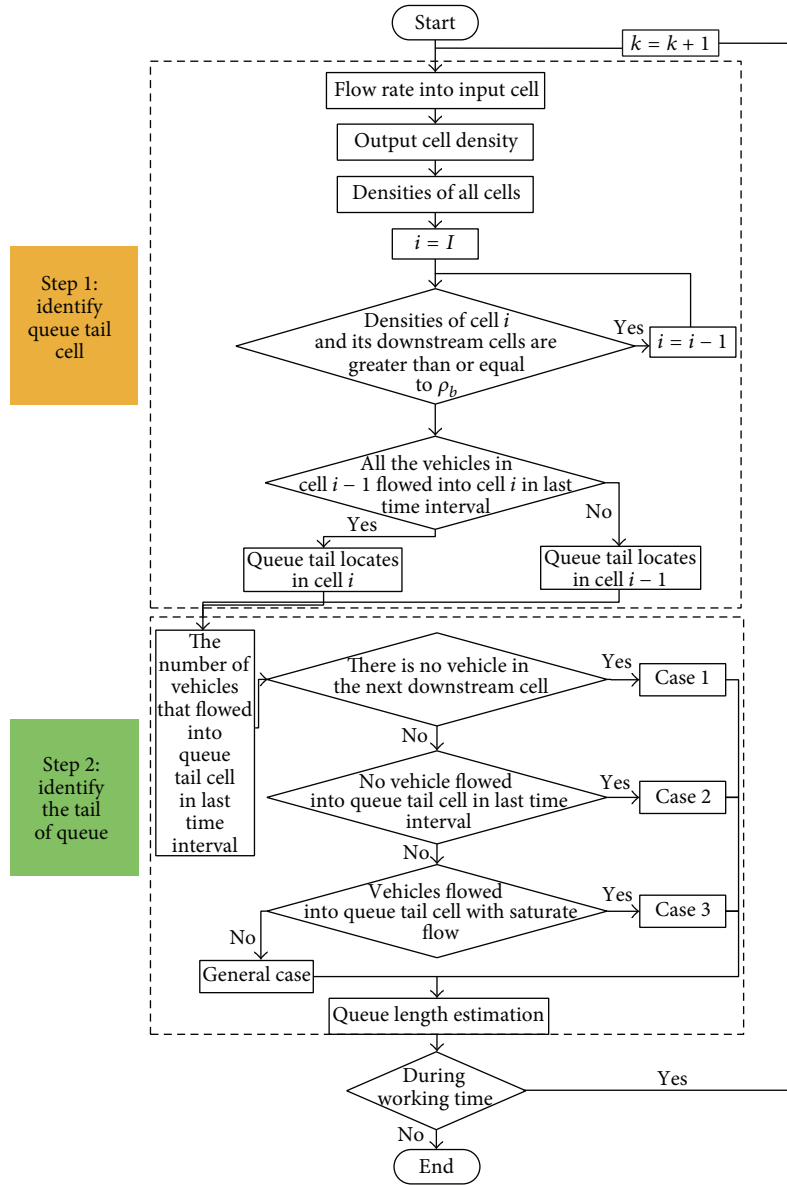 Start
k = k + 1
Flow rate into input cell
Output cell density
Densities of all cells
i = I
Step 1:
identify
queue tail
cell
Densities of cell i
and its downstream cells are
greater than or equal
to ρb
Yes
i = i − 1
All the vehicles in
cell i − 1 flowed into cell i in last
time interval
Yes
No
Queue tail locates
in cell i
Queue tail locates
in cell i − 1
Step 2:
identify
the tail
of queue
The
number of
vehicles
that flowed
into
queue
tail cell
in last
time
interval
There is no vehicle in
the next downstream cell
Yes
Case 1
No
No vehicle flowed
into queue tail cell in last time
interval
Yes
Case 2
No
Vehicles flowed
into queue tail cell with saturate
flow
Yes
Case 3
No
General case
Queue length estimation
During
working time
Yes
No
End